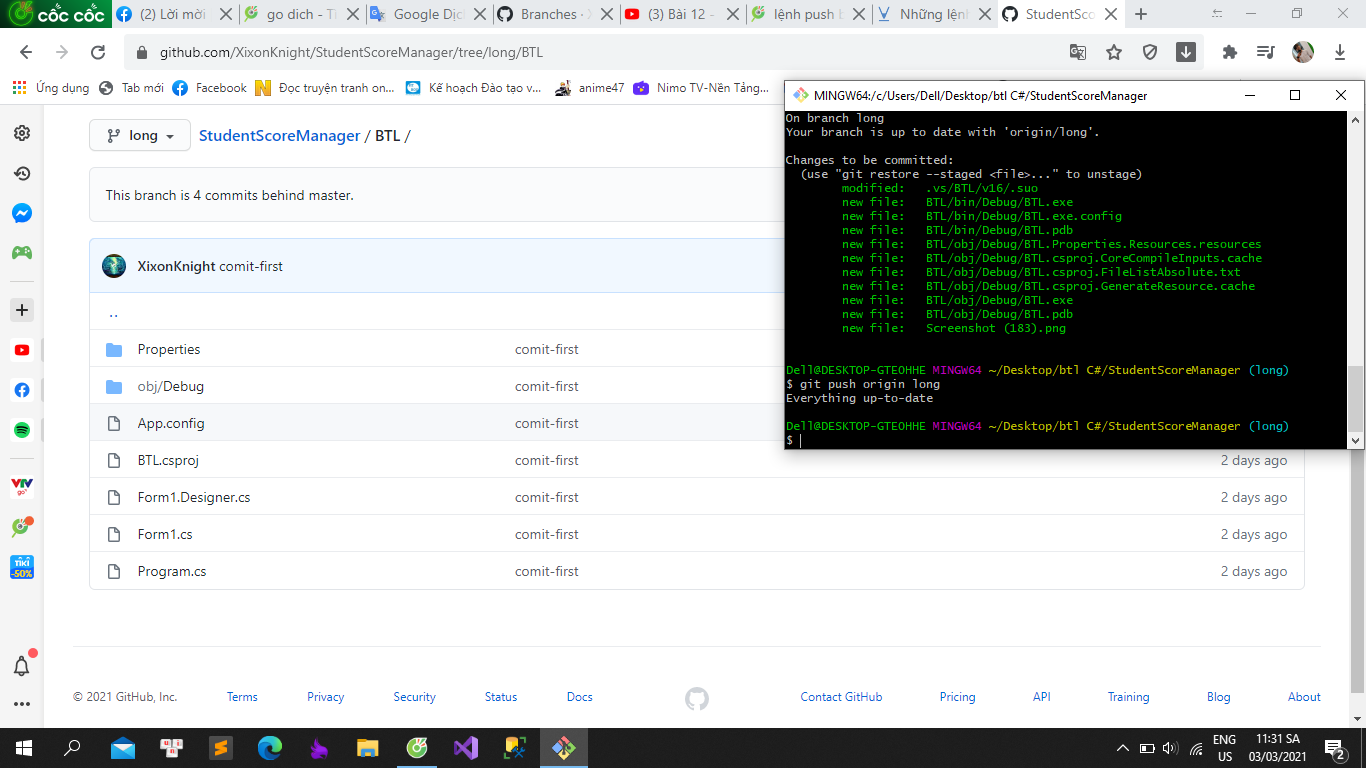 cốc cốc
(2) Lời mời
go dich - Ti
Google Dịc
Branches · X
(3) Bài 12 -
lệnh push b
Những lệnh
StudentSco
github.com/XixonKnight/StudentScoreManager/tree/long/BTL
Ứng dụng
Tab mới
Facebook
Đọc truyện tranh on...
Kế hoạch Đào tạo v...
anime47
Nimo TV-Nền Tảng...
long
StudentScoreManager / BTL /
This branch is 4 commits behind master.
XixonKnight comit-first
..
Properties comit-first
obj/Debug comit-first
App.config comit-first
BTL.csproj comit-first 2 days ago
Form1.Designer.cs comit-first 2 days ago
Form1.cs comit-first 2 days ago
Program.cs comit-first 2 days ago
© 2021 GitHub, Inc.
Terms
Privacy
Security
Status
Docs
Contact GitHub
Pricing
API
Training
Blog
About
MINGW64:/c/Users/Dell/Desktop/btl C#/StudentScoreManager
On branch long
Your branch is up to date with 'origin/long'.
Changes to be committed:
(use "git restore --staged <file>..." to unstage)
modified: .vs/BTL/v16/.suo
new file: BTL/bin/Debug/BTL.exe
new file: BTL/bin/Debug/BTL.exe.config
new file: BTL/bin/Debug/BTL.pdb
new file: BTL/obj/Debug/BTL.Properties.Resources.resources
new file: BTL/obj/Debug/BTL.csproj.CoreCompileInputs.cache
new file: BTL/obj/Debug/BTL.csproj.FileListAbsolute.txt
new file: BTL/obj/Debug/BTL.csproj.GenerateResource.cache
new file: BTL/obj/Debug/BTL.exe
new file: BTL/obj/Debug/BTL.pdb
new file: Screenshot (183).png
Dell@DESKTOP-GTEOHHE MINGW64 ~/Desktop/btl C#/StudentScoreManager (long)
$ git push origin long
Everything up-to-date
Dell@DESKTOP-GTEOHHE MINGW64 ~/Desktop/btl C#/StudentScoreManager (long)
$
VTV
go
TIKI
-50%
ENG
US
11:31 SA
03/03/2021
2